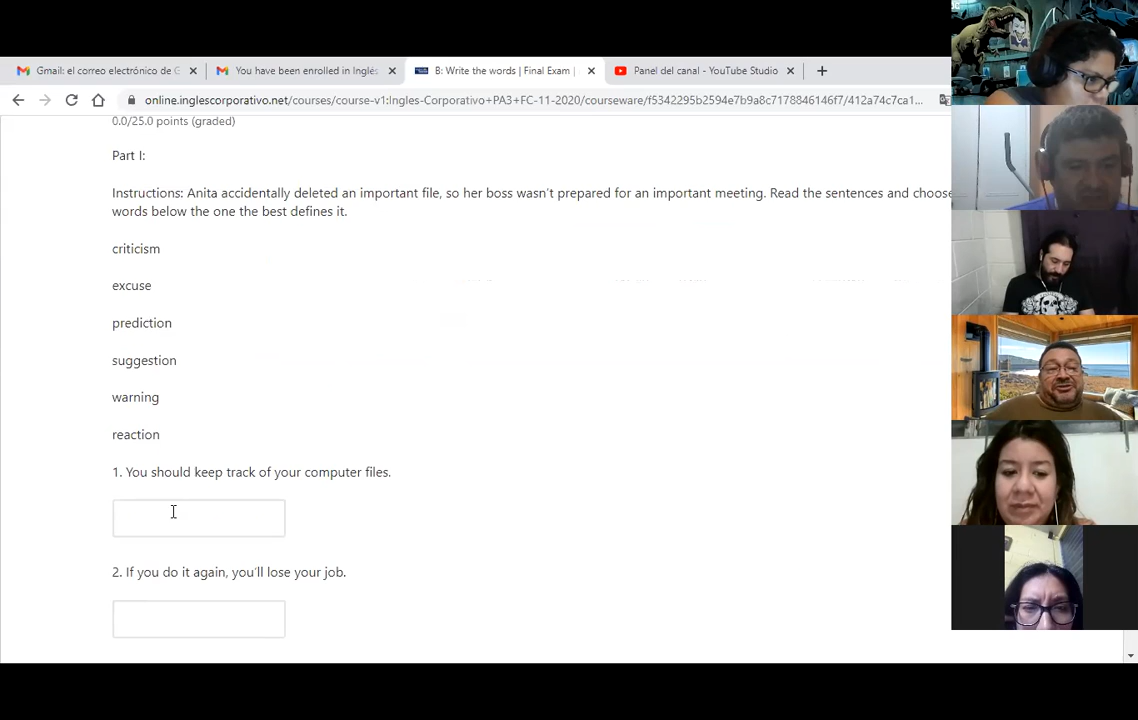 Gmail: el correo electrónico de G
You have been enrolled in Inglés
B: Write the words | Final Exam |
Panel del canal - YouTube Studio
online.inglescorporativo.net/courses/course-v1:Ingles-Corporativo+PA3+FC-11-2020/courseware/f5342295b2594e7b9a8c7178846146f7/412a74c7ca1...
0.0/25.0 points (graded)
Part I:
Instructions: Anita accidentally deleted an important file, so her boss wasn't prepared for an important meeting. Read the sentences and choose
words below the one the best defines it.
criticism
excuse
prediction
suggestion
warning
reaction
1. You should keep track of your computer files.
2. If you do it again, you'll lose your job.